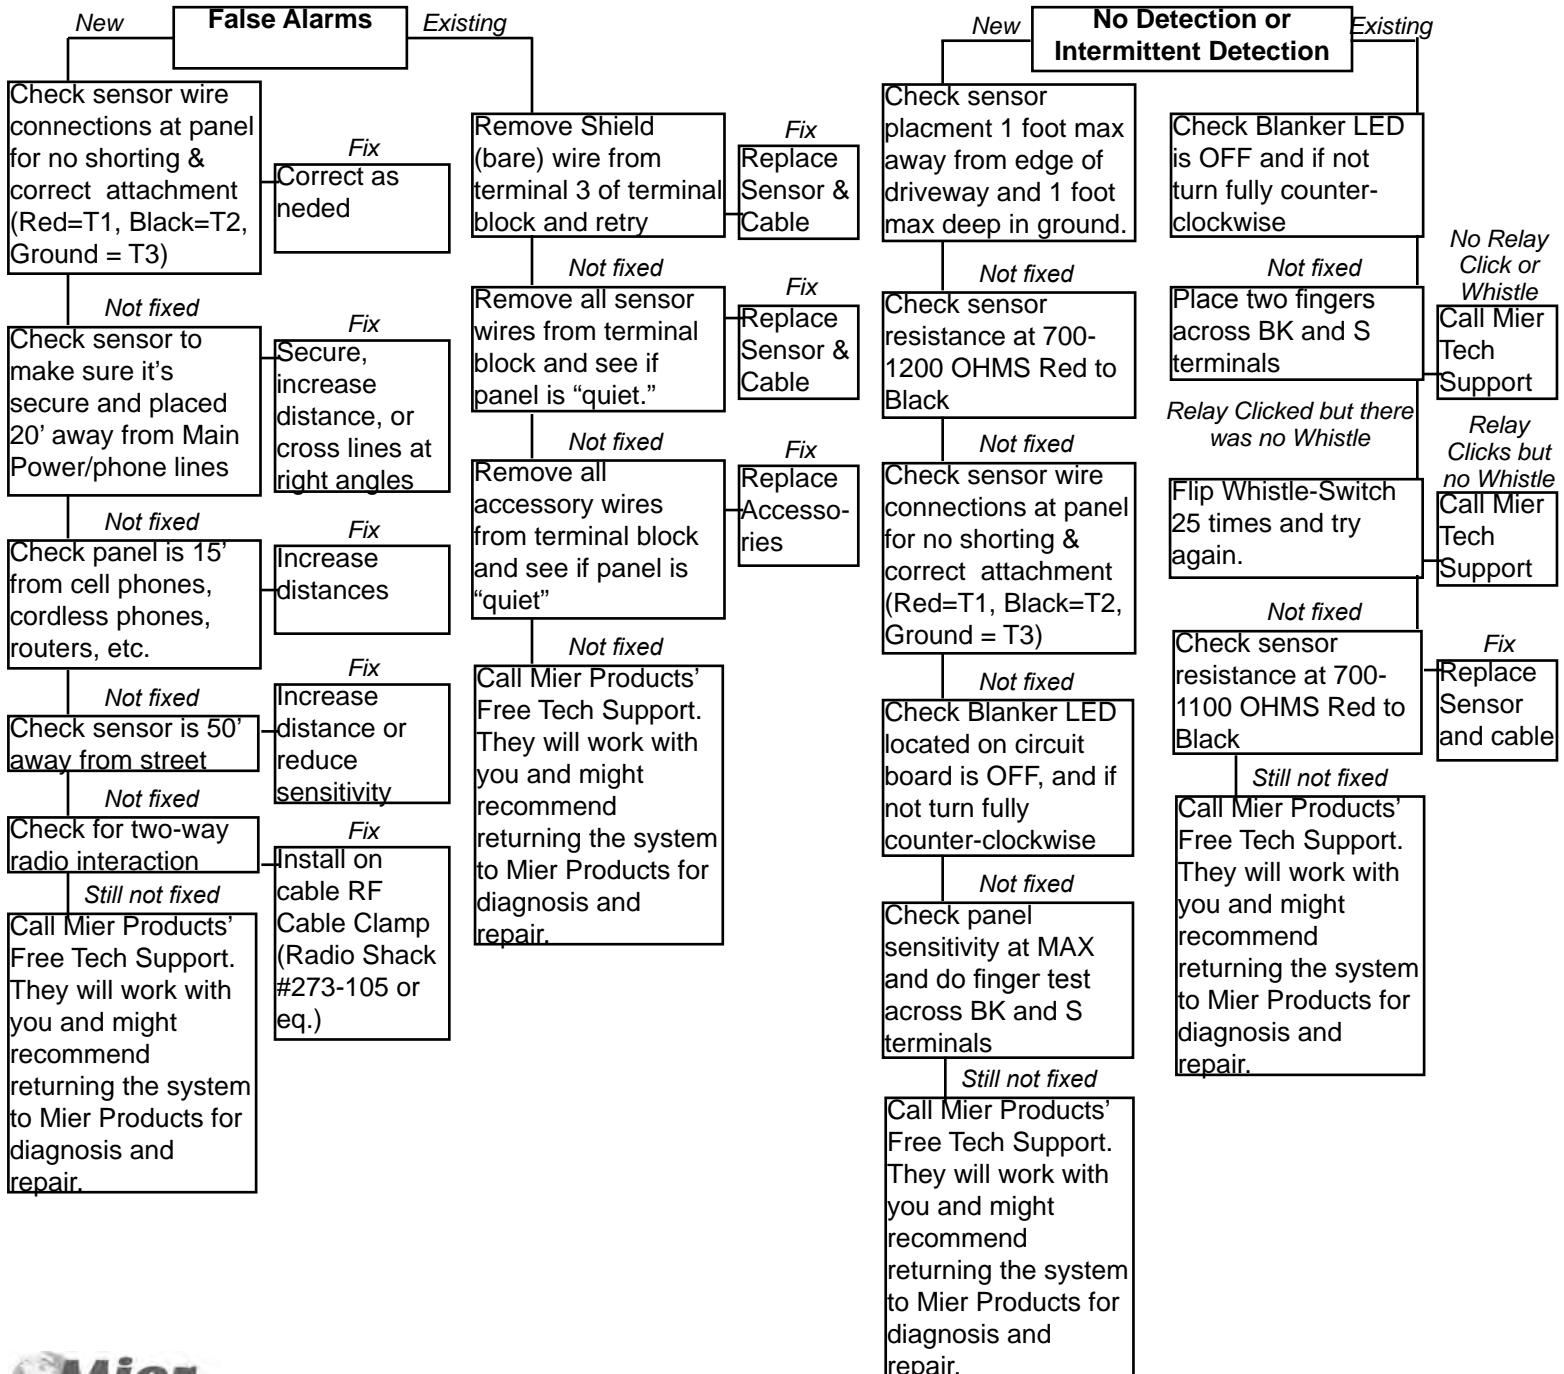 New
False Alarms
Existing
Check sensor wire
connections at panel
for no shorting &
correct attachment
(Red=T1, Black=T2,
Ground = T3)
Fix
Correct as
neded
Not fixed
Check sensor to
make sure it’s
secure and placed
20’ away from Main
Power/phone lines
Fix
Secure,
increase
distance, or
cross lines at
right angles
Not fixed
Check panel is 15’
from cell phones,
cordless phones,
routers, etc.
Fix
Increase
distances
Not fixed
Check sensor is 50’
away from street
Fix
Increase
distance or
reduce
sensitivity
Not fixed
Check for two-way
radio interaction
Fix
Install on
cable RF
Cable Clamp
(Radio Shack
#273-105 or
eq.)
Still not fixed
Call Mier Products’
Free Tech Support.
They will work with
you and might
recommend
returning the system
to Mier Products for
diagnosis and
repair.
Remove Shield
(bare) wire from
terminal 3 of terminal
block and retry
Fix
Replace
Sensor &
Cable
Not fixed
Remove all sensor
wires from terminal
block and see if
panel is “quiet.”
Fix
Replace
Sensor &
Cable
Not fixed
Remove all
accessory wires
from terminal block
and see if panel is
“quiet”
Fix
Replace
Accesso-
ries
Not fixed
Call Mier Products’
Free Tech Support.
They will work with
you and might
recommend
returning the system
to Mier Products for
diagnosis and
repair.
New
No Detection or
Intermittent Detection
Existing
Check sensor
placment 1 foot max
away from edge of
driveway and 1 foot
max deep in ground.
Not fixed
Check sensor
resistance at 700-
1200 OHMS Red to
Black
Not fixed
Check sensor wire
connections at panel
for no shorting &
correct attachment
(Red=T1, Black=T2,
Ground = T3)
Not fixed
Check Blanker LED
located on circuit
board is OFF, and if
not turn fully
counter-clockwise
Not fixed
Check panel
sensitivity at MAX
and do finger test
across BK and S
terminals
Still not fixed
Call Mier Products’
Free Tech Support.
They will work with
you and might
recommend
returning the system
to Mier Products for
diagnosis and
repair.
Check Blanker LED
is OFF and if not
turn fully counter-
clockwise
Not fixed
Place two fingers
across BK and S
terminals
No Relay
Click or
Whistle
Call Mier
Tech
Support
Relay Clicked but there
was no Whistle
Flip Whistle-Switch
25 times and try
again.
Relay
Clicks but
no Whistle
Call Mier
Tech
Support
Not fixed
Check sensor
resistance at 700-
1100 OHMS Red to
Black
Fix
Replace
Sensor
and cable
Still not fixed
Call Mier Products’
Free Tech Support.
They will work with
you and might
recommend
returning the system
to Mier Products for
diagnosis and
repair.
Mier